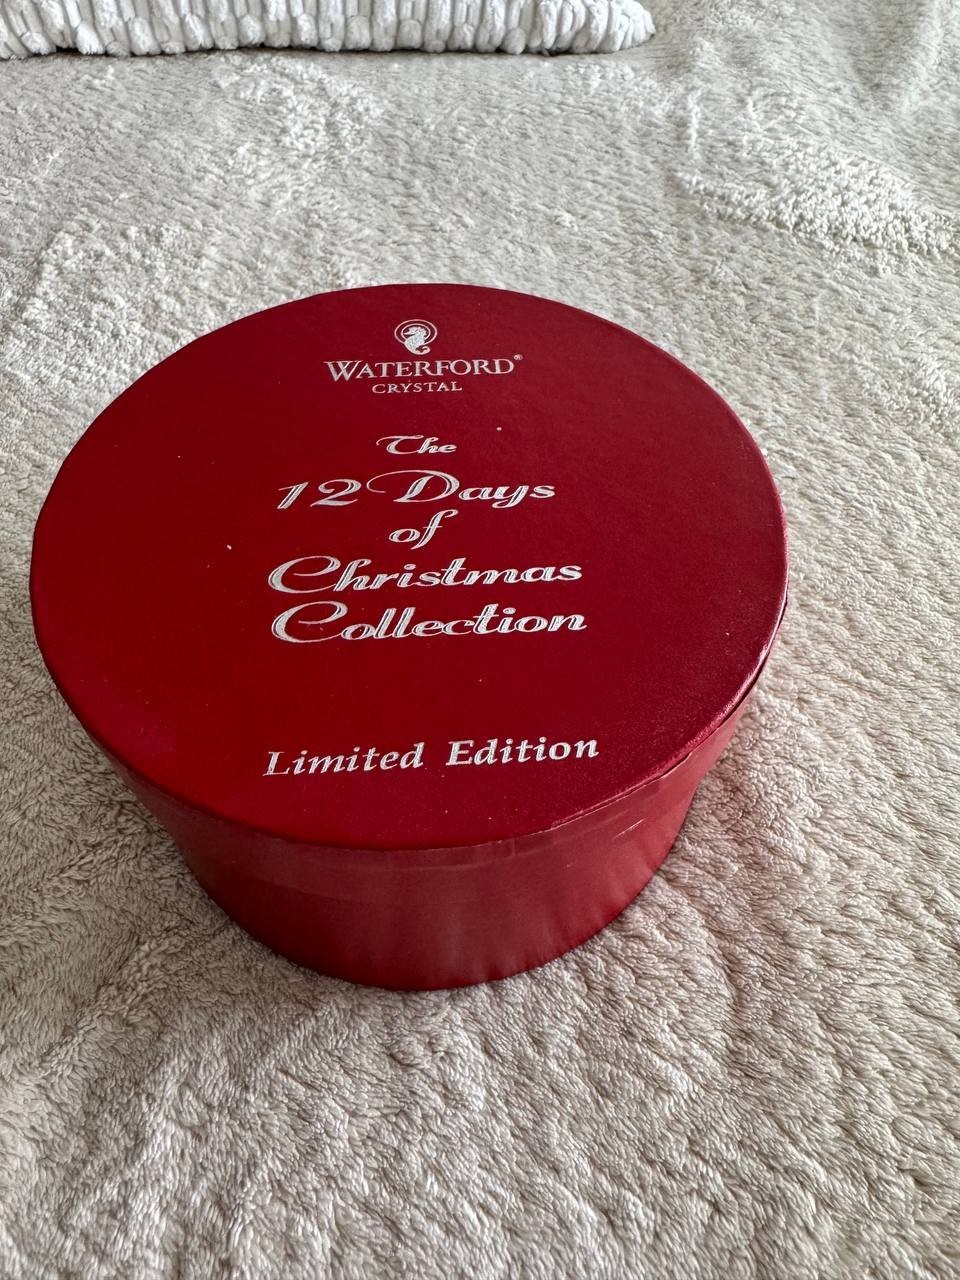 WATERFORD®
CRYSTAL
The
12 Days
of
Christmas
Collection
Limited Edition